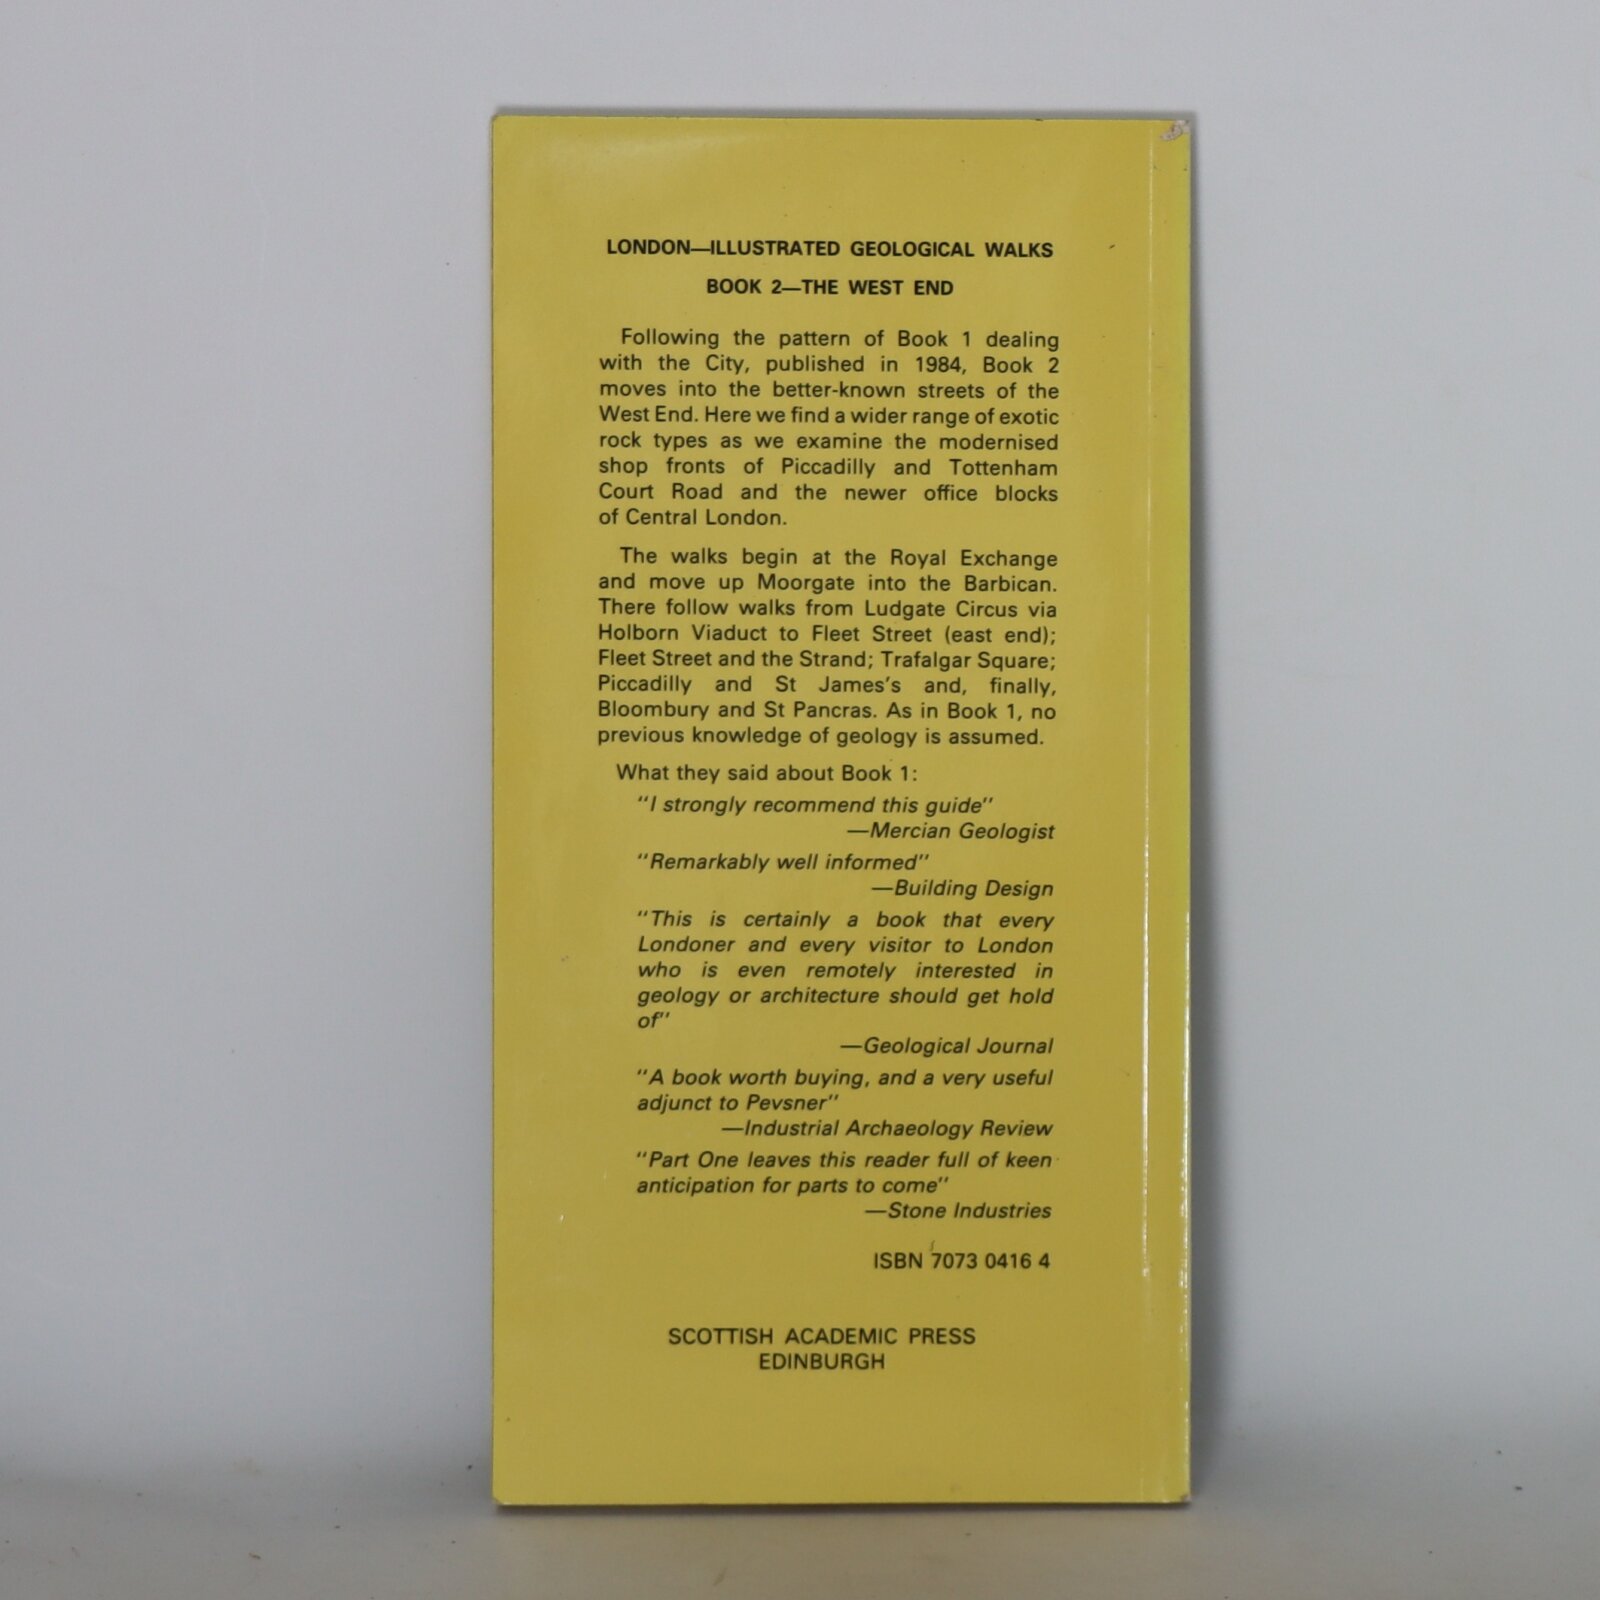 LONDON—ILLUSTRATED GEOLOGICAL WALKS
BOOK 2—THE WEST END
Following the pattern of Book 1 dealing
with the City, published in 1984, Book 2
moves into the better-known streets of the
West End. Here we find a wider range of exotic
rock types as we examine the modernised
shop fronts of Piccadilly and Tottenham
Court Road and the newer office blocks
of Central London.
The walks begin at the Royal Exchange
and move up Moorgate into the Barbican.
There follow walks from Ludgate Circus via
Holborn Viaduct to Fleet Street (east end);
Fleet Street and the Strand; Trafalgar Square;
Piccadilly and St James's and, finally,
Bloombury and St Pancras. As in Book 1, no
previous knowledge of geology is assumed.
What they said about Book 1:
"I strongly recommend this guide"
—Mercian Geologist
"Remarkably well informed"
—Building Design
"This is certainly a book that every
Londoner and every visitor to London
who is even remotely interested in
geology or architecture should get hold
of"
—Geological Journal
"A book worth buying, and a very useful
adjunct to Pevsner"
—Industrial Archaeology Review
"Part One leaves this reader full of keen
anticipation for parts to come"
—Stone Industries
ISBN 7073 0416 4
SCOTTISH ACADEMIC PRESS
EDINBURGH